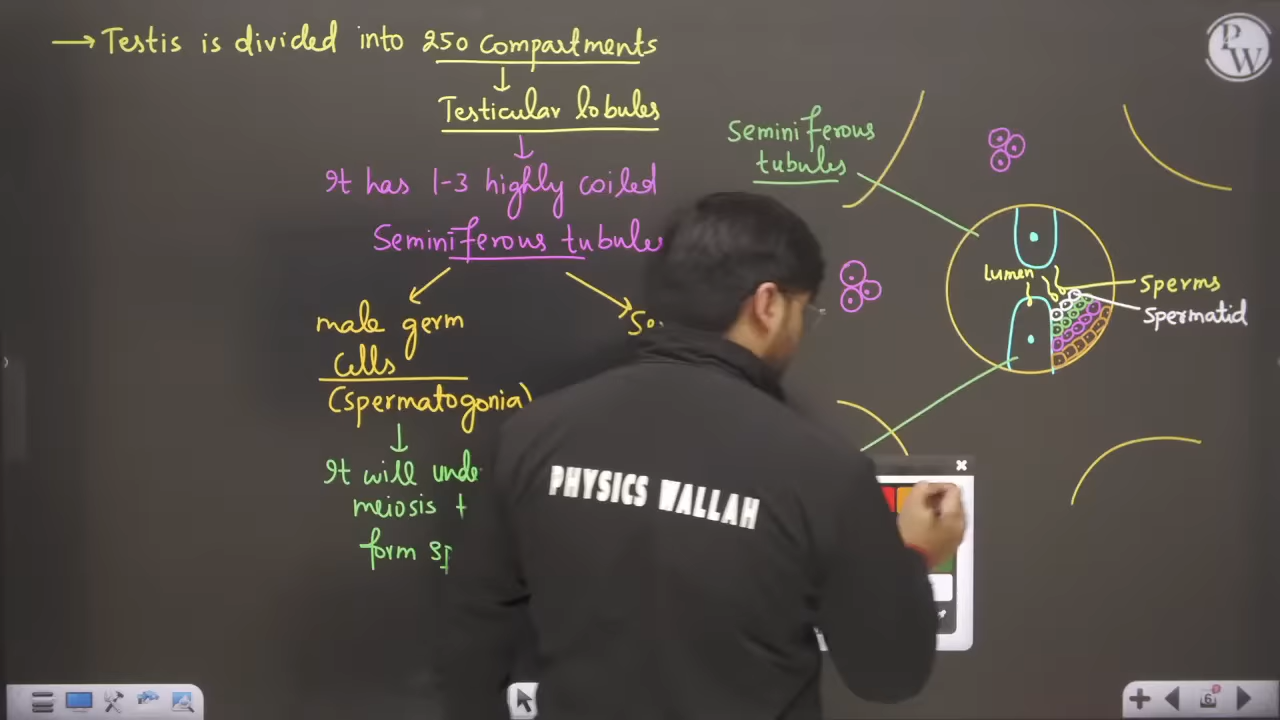 → Testis is divided into 250 compartments
Testicular lobules
It has 1-3 highly coiled
Seminiferous tubules
male germ
cells
(spermatogonia)
It will unde
meiosis
form sp
Seminiferous
tubules
Lumen
Sperms
Spermatid
PHYSICS WALLAH
PW